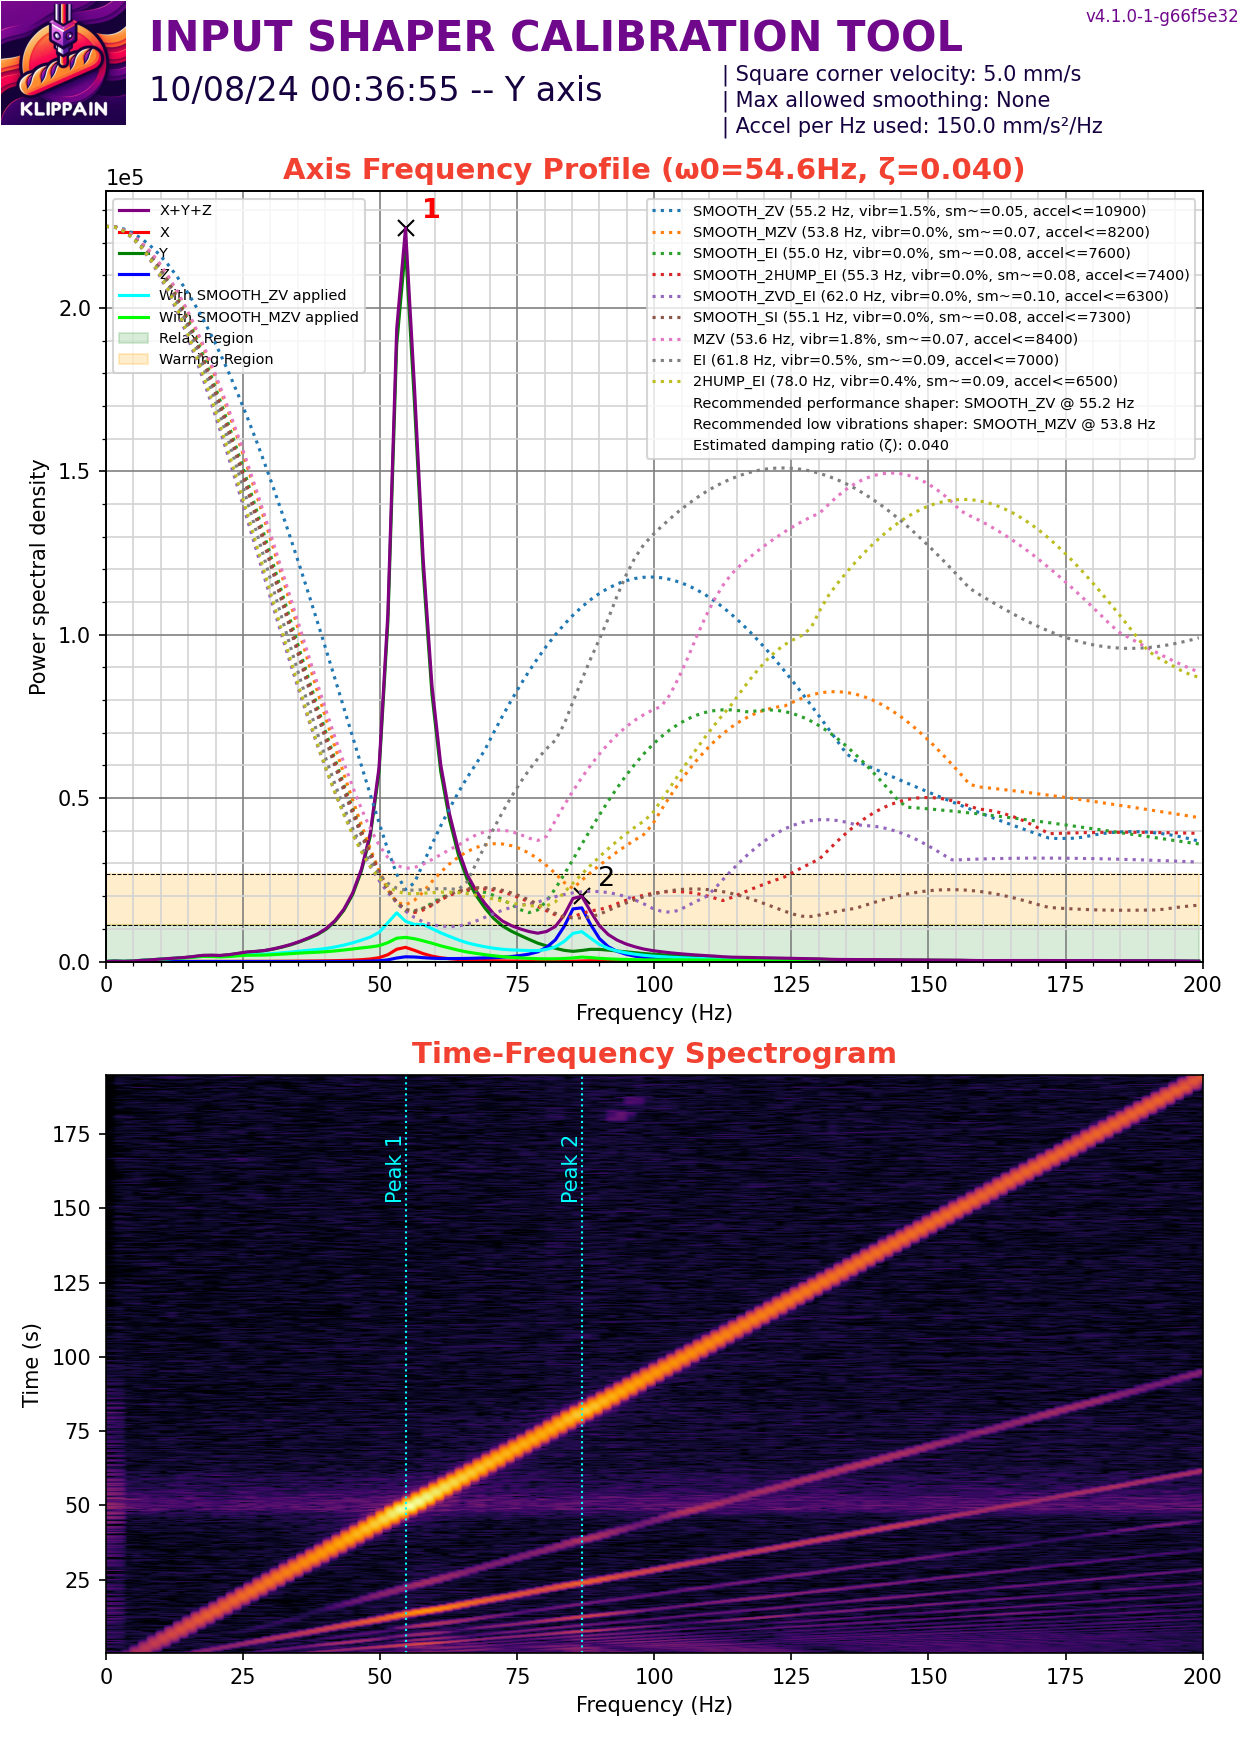 v4.1.0-1-g66f5e32
INPUT SHAPER CALIBRATION TOOL
KLIPPAIN
10/08/24 00:36:55 -- Y axis
| Square corner velocity: 5.0 mm/s
| Max allowed smoothing: None
| Accel per Hz used: 150.0 mm/s²/Hz
Axis Frequency Profile (ω0=54.6Hz, ζ=0.040)
1e5
X+Y+Z
X
Y
Z
With SMOOTH_ZV applied
With SMOOTH_MZV applied
Relax Region
Warning Region
1
2
SMOOTH_ZV (55.2 Hz, vibr=1.5%, sm~=0.05, accel<=10900)
SMOOTH_MZV (53.8 Hz, vibr=0.0%, sm~=0.07, accel<=8200)
SMOOTH_EI (55.0 Hz, vibr=0.0%, sm~=0.08, accel<=7600)
SMOOTH_2HUMP_EI (55.3 Hz, vibr=0.0%, sm~=0.08, accel<=7400)
SMOOTH_ZVD_EI (62.0 Hz, vibr=0.0%, sm~=0.10, accel<=6300)
SMOOTH_SI (55.1 Hz, vibr=0.0%, sm~=0.08, accel<=7300)
MZV (53.6 Hz, vibr=1.8%, sm~=0.07, accel<=8400)
EI (61.8 Hz, vibr=0.5%, sm~=0.09, accel<=7000)
2HUMP_EI (78.0 Hz, vibr=0.4%, sm~=0.09, accel<=6500)
Recommended performance shaper: SMOOTH_ZV @ 55.2 Hz
Recommended low vibrations shaper: SMOOTH_MZV @ 53.8 Hz
Estimated damping ratio (ζ): 0.040
Power spectral density
2.0
1.5
1.0
0.5
0.0
0 25 50 75 100 125 150 175 200
Frequency (Hz)
Time-Frequency Spectrogram
Time (s)
175
150
125
100
75
50
25
Peak 1
Peak 2
0 25 50 75 100 125 150 175 200
Frequency (Hz)